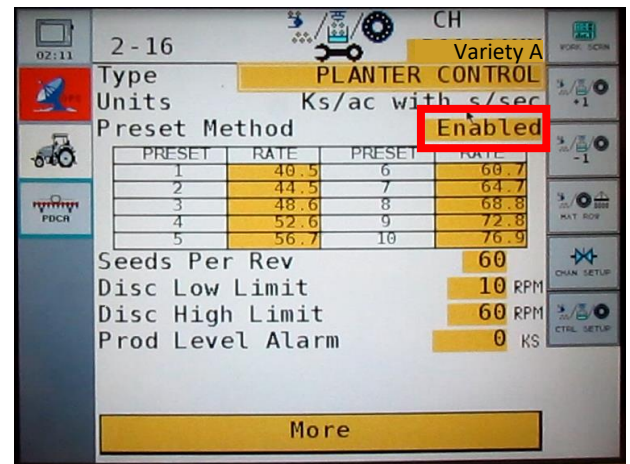 02:11
2-16
CH
Variety A
WORK SCRN
Type PLANTER CONTROL
Units Ks/ac with s/sec
+1
Preset Method Enabled
-1
PRESET RATE PRESET RATE
1 40.5 6 60.7
2 44.5 7 64.7
3 48.6 8 68.8
4 52.6 9 72.8
5 56.7 10 76.9
PDCA
MAT ROW
Seeds Per Rev 60
CHAN SETUP
Disc Low Limit 10 RPM
Disc High Limit 60 RPM
CTRL SETUP
Prod Level Alarm 0 KS
More